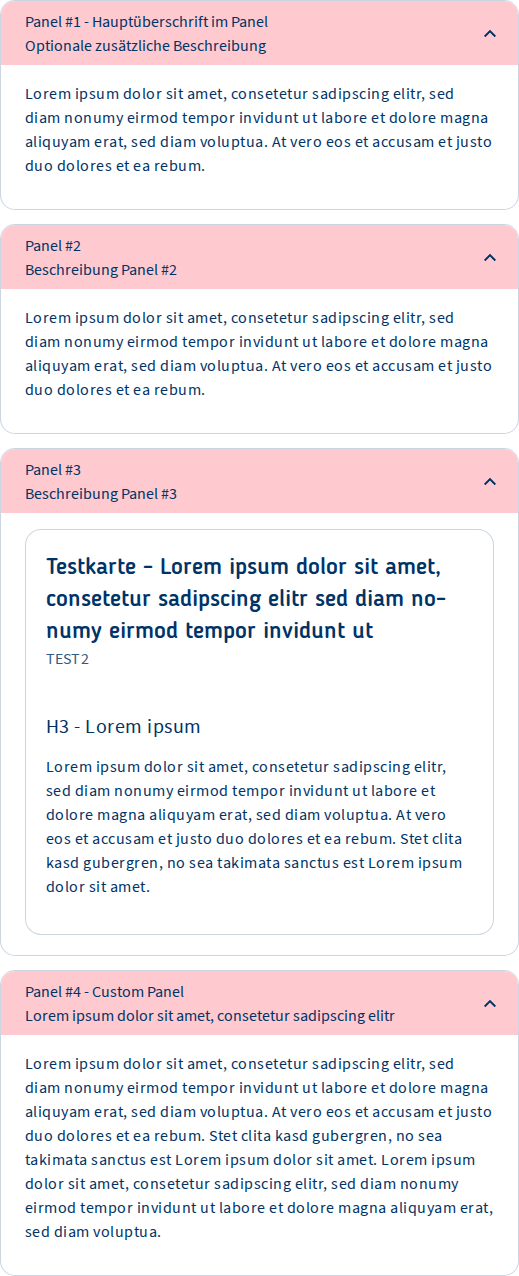 Panel #1 - Hauptüberschrift im Panel
Optionale zusätzliche Beschreibung
Lorem ipsum dolor sit amet, consetetur sadipscing elitr, sed
diam nonumy eirmod tempor invidunt ut labore et dolore magna
aliquyam erat, sed diam voluptua. At vero eos et accusam et justo
duo dolores et ea rebum.
Panel #2
Beschreibung Panel #2
Lorem ipsum dolor sit amet, consetetur sadipscing elitr, sed
diam nonumy eirmod tempor invidunt ut labore et dolore magna
aliquyam erat, sed diam voluptua. At vero eos et accusam et justo
duo dolores et ea rebum.
Panel #3
Beschreibung Panel #3
Testkarte - Lorem ipsum dolor sit amet,
consetetur sadipscing elitr sed diam no-
numy eirmod tempor invidunt ut
TEST2
H3 - Lorem ipsum
Lorem ipsum dolor sit amet, consetetur sadipscing elitr,
sed diam nonumy eirmod tempor invidunt ut labore et
dolore magna aliquyam erat, sed diam voluptua. At vero
eos et accusam et justo duo dolores et ea rebum. Stet clita
kasd gubergren, no sea takimata sanctus est Lorem ipsum
dolor sit amet.
Panel #4 - Custom Panel
Lorem ipsum dolor sit amet, consetetur sadipscing elitr
Lorem ipsum dolor sit amet, consetetur sadipscing elitr, sed
diam nonumy eirmod tempor invidunt ut labore et dolore magna
aliquyam erat, sed diam voluptua. At vero eos et accusam et justo
duo dolores et ea rebum. Stet clita kasd gubergren, no sea
takimata sanctus est Lorem ipsum dolor sit amet. Lorem ipsum
dolor sit amet, consetetur sadipscing elitr, sed diam nonumy
eirmod tempor invidunt ut labore et dolore magna aliquyam erat,
sed diam voluptua.